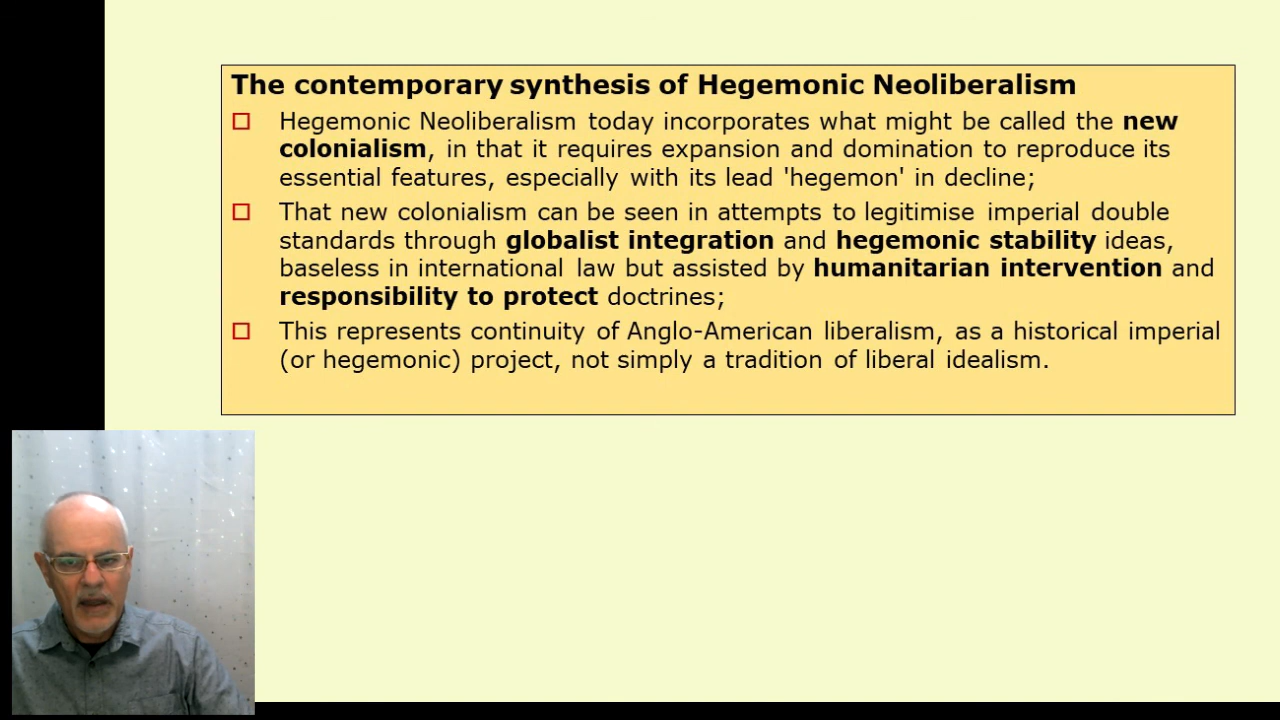 The contemporary synthesis of Hegemonic Neoliberalism
Hegemonic Neoliberalism today incorporates what might be called the new
colonialism, in that it requires expansion and domination to reproduce its
essential features, especially with its lead 'hegemon' in decline;
That new colonialism can be seen in attempts to legitimise imperial double
standards through globalist integration and hegemonic stability ideas,
baseless in international law but assisted by humanitarian intervention and
responsibility to protect doctrines;
This represents continuity of Anglo-American liberalism, as a historical imperial
(or hegemonic) project, not simply a tradition of liberal idealism.